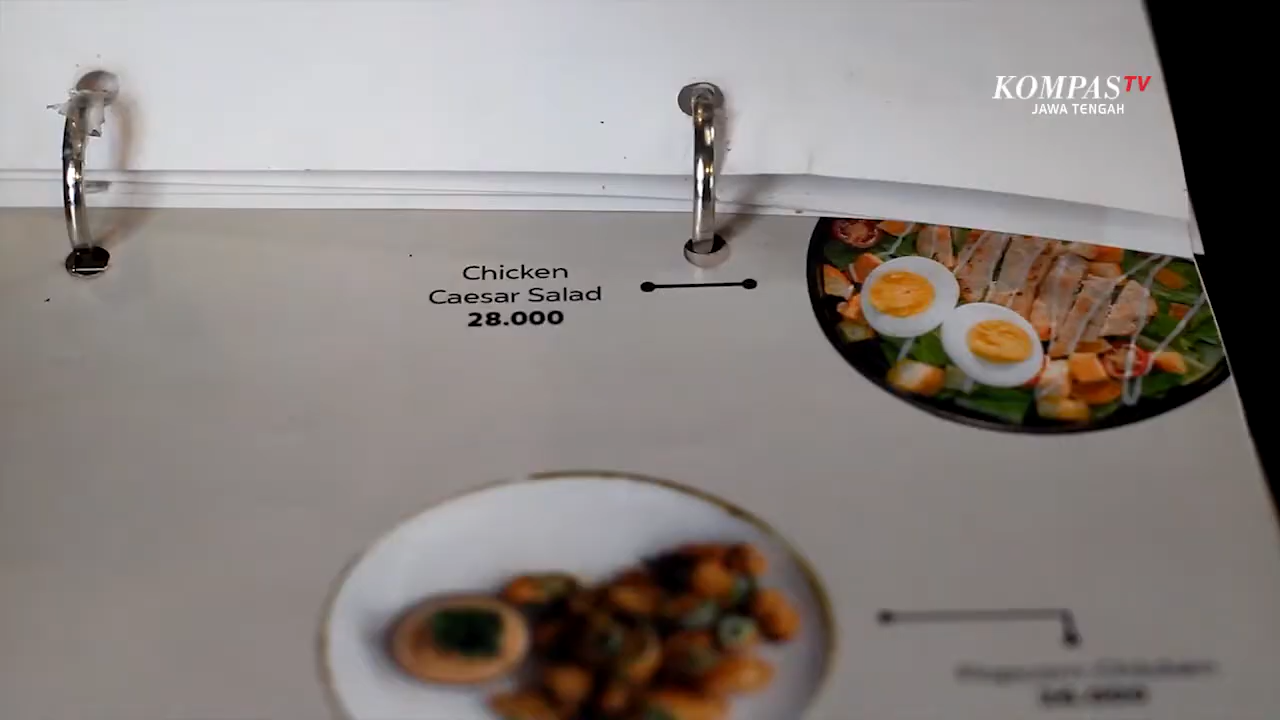 KOMPAS TV
JAWA TENGAH
Chicken
Caesar Salad
28.000